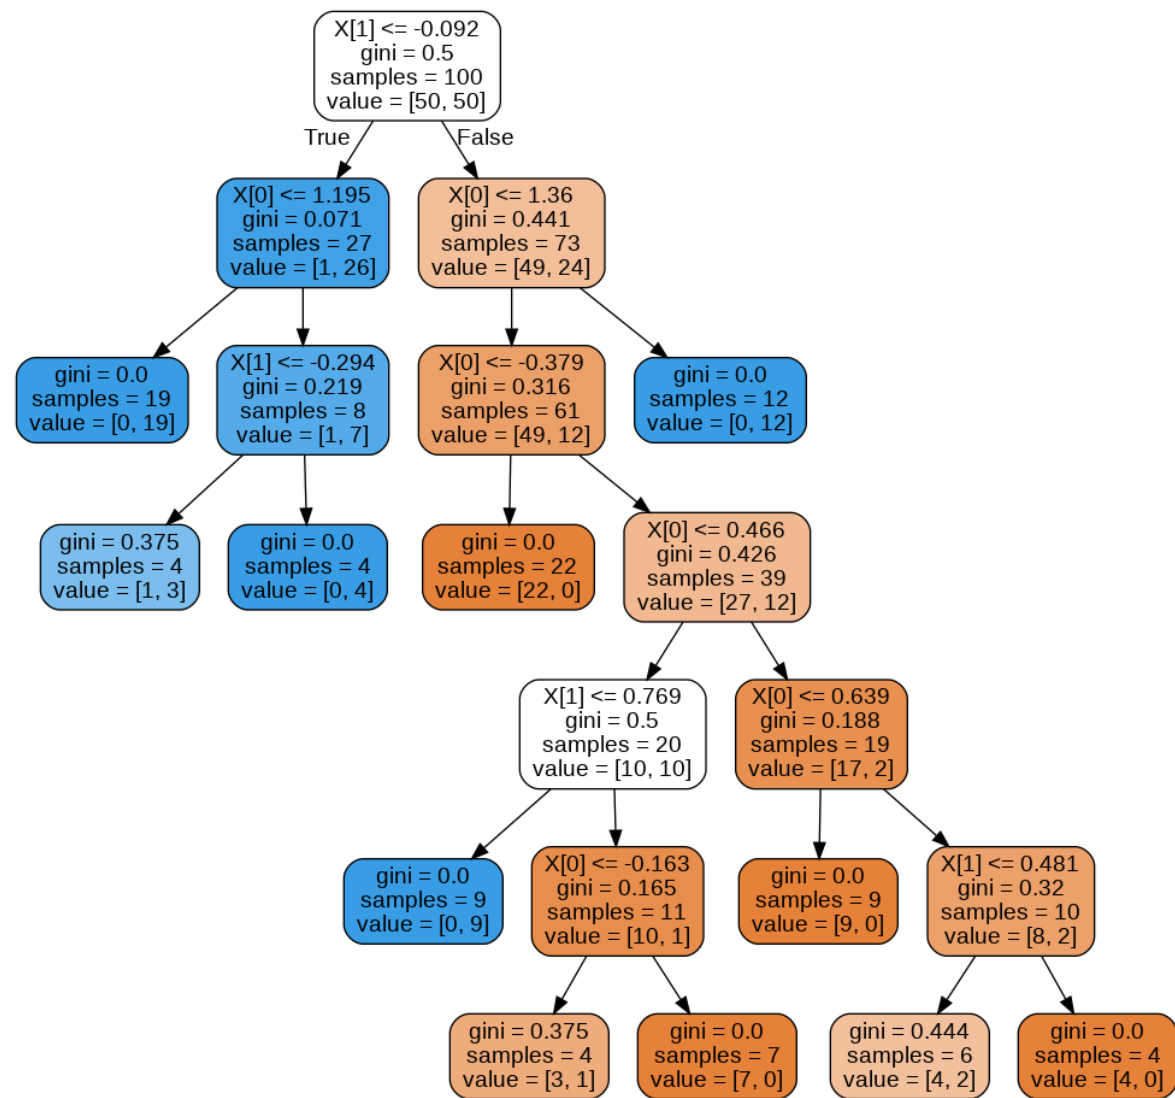 X[1] <= -0.092
gini = 0.5
samples = 100
value = [50, 50]
True
False
X[0] <= 1.195
gini = 0.071
samples = 27
value = [1, 26]
X[0] <= 1.36
gini = 0.441
samples = 73
value = [49, 24]
gini = 0.0
samples = 19
value = [0, 19]
X[1] <= -0.294
gini = 0.219
samples = 8
value = [1, 7]
X[0] <= -0.379
gini = 0.316
samples = 61
value = [49, 12]
gini = 0.0
samples = 12
value = [0, 12]
gini = 0.375
samples = 4
value = [1, 3]
gini = 0.0
samples = 4
value = [0, 4]
gini = 0.0
samples = 22
value = [22, 0]
X[0] <= 0.466
gini = 0.426
samples = 39
value = [27, 12]
X[1] <= 0.769
gini = 0.5
samples = 20
value = [10, 10]
X[0] <= 0.639
gini = 0.188
samples = 19
value = [17, 2]
gini = 0.0
samples = 9
value = [0, 9]
X[0] <= -0.163
gini = 0.165
samples = 11
value = [10, 1]
gini = 0.0
samples = 9
value = [9, 0]
X[1] <= 0.481
gini = 0.32
samples = 10
value = [8, 2]
gini = 0.375
samples = 4
value = [3, 1]
gini = 0.0
samples = 7
value = [7, 0]
gini = 0.444
samples = 6
value = [4, 2]
gini = 0.0
samples = 4
value = [4, 0]